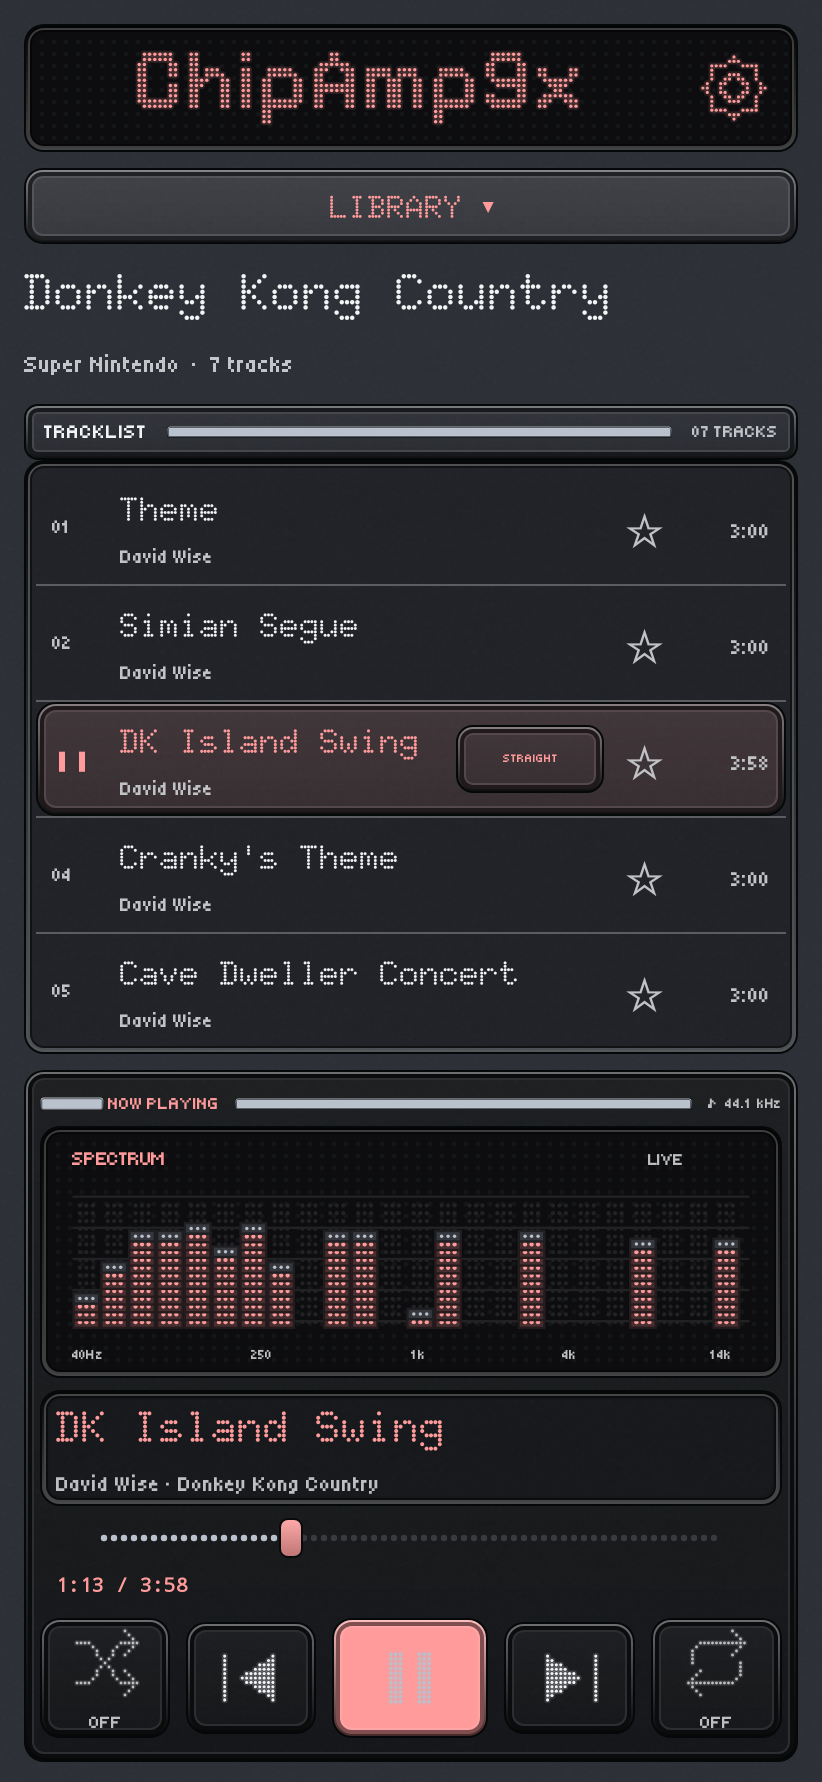 ChipAmp9x
LIBRARY ▼
Donkey Kong Country
Super Nintendo · 7 tracks
TRACKLIST 07 TRACKS
01 Theme 3:00
David Wise
02 Simian Segue 3:00
David Wise
DK Island Swing STRAIGHT 3:58
David Wise
04 Cranky's Theme 3:00
David Wise
05 Cave Dweller Concert 3:00
David Wise
NOW PLAYING ♪ 44.1 kHz
SPECTRUM LIVE
40Hz 250 1k 4k 14k
DK Island Swing
David Wise · Donkey Kong Country
1:13 / 3:58
OFF OFF